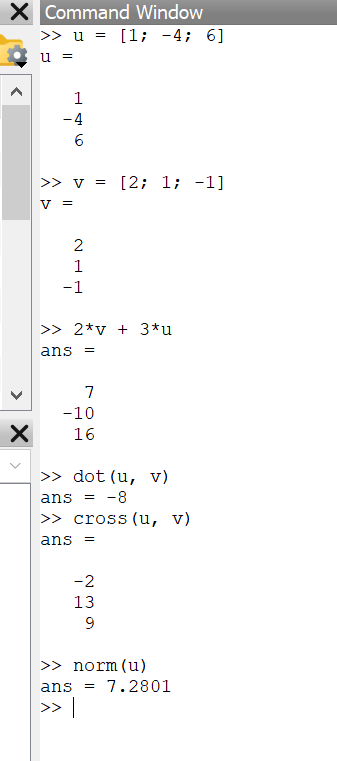 Command Window
>> u = [1; -4; 6]
u =
1
-4
6
>> v = [2; 1; -1]
v =
2
1
-1
>> 2*v + 3*u
ans =
7
-10
16
>> dot(u, v)
ans = -8
>> cross(u, v)
ans =
-2
13
9
>> norm(u)
ans = 7.2801
>>